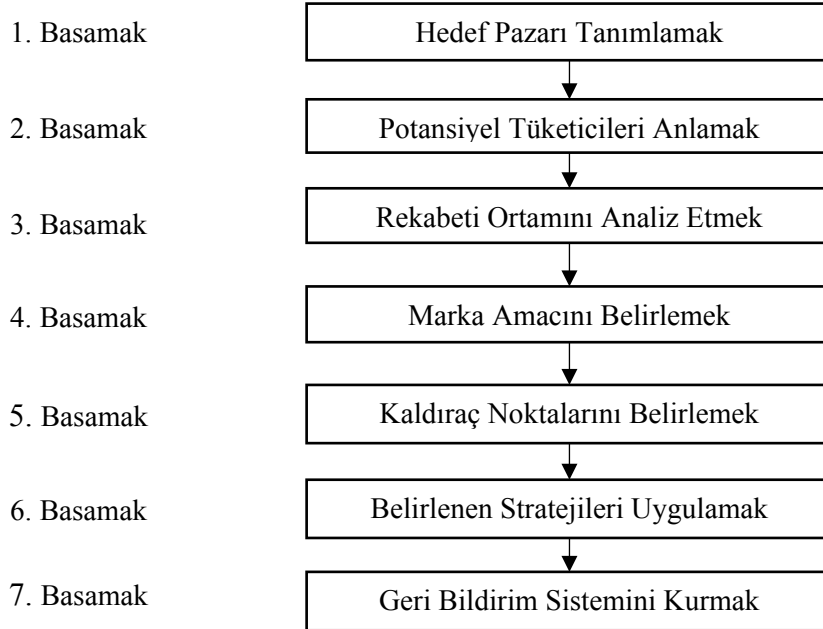 1. Basamak Hedef Pazarı Tanımlamak
2. Basamak Potansiyel Tüketicileri Anlamak
3. Basamak Rekabeti Ortamını Analiz Etmek
4. Basamak Marka Amacını Belirlemek
5. Basamak Kaldıraç Noktalarını Belirlemek
6. Basamak Belirlenen Stratejileri Uygulamak
7. Basamak Geri Bildirim Sistemini Kurmak